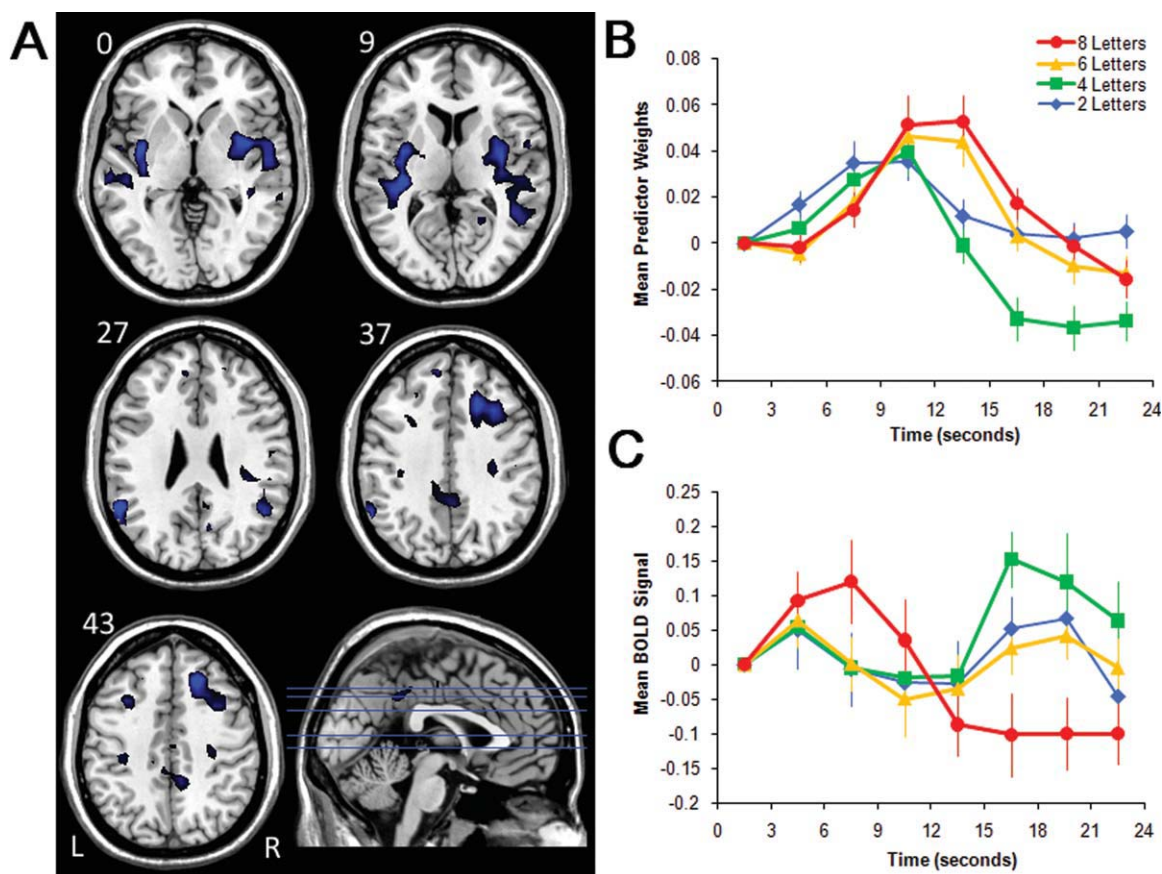 A
0
9
27
37
43
L
R
B
8 Letters
6 Letters
4 Letters
2 Letters
Mean Predictor Weights
0.08
0.06
0.04
0.02
0
-0.02
-0.04
-0.06
0 3 6 9 12 15 18 21 24
Time (seconds)
C
Mean BOLD Signal
0.25
0.2
0.15
0.1
0.05
0
-0.05
-0.1
-0.15
-0.2
0 3 6 9 12 15 18 21 24
Time (seconds)